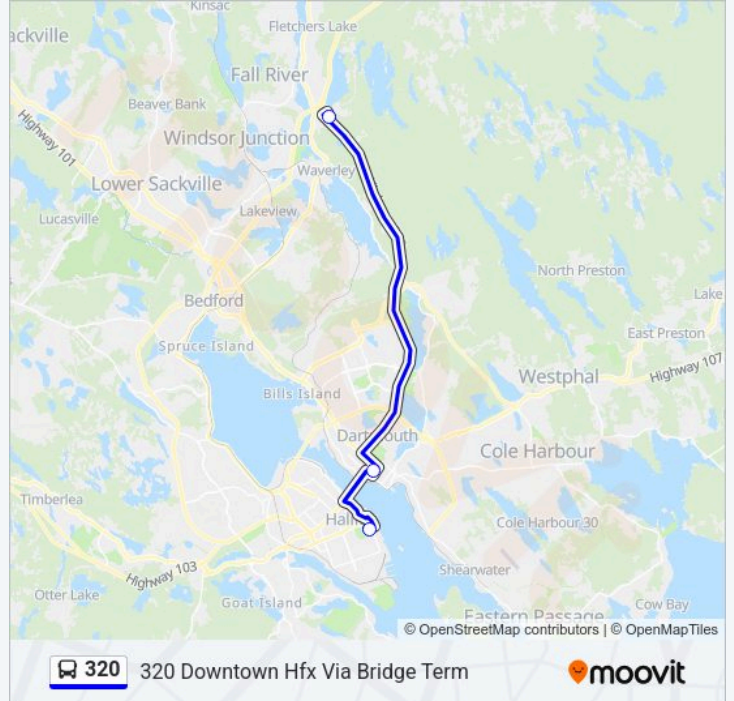 Kinsac
Fletchers Lake
ackville
Fall River
Beaver Bank
Highway 101
Windsor Junction
Waverley
Lower Sackville
Lucasville
Lakeview
North Preston
Bedford
Lake
Spruce Island
East Preston
Highway 107
Westphal
Bills Island
Dartmouth
Cole Harbour
Timberlea
Halifax
Cole Harbour 30
Highway 103
Shearwater
Otter Lake
Goat Island
Cow Bay
Eastern Passage
© OpenStreetMap contributors | © OpenMapTiles
320 320 Downtown Hfx Via Bridge Term
moovit